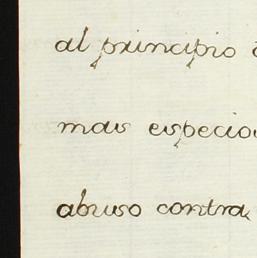 al principio
mas especio
abuso contra